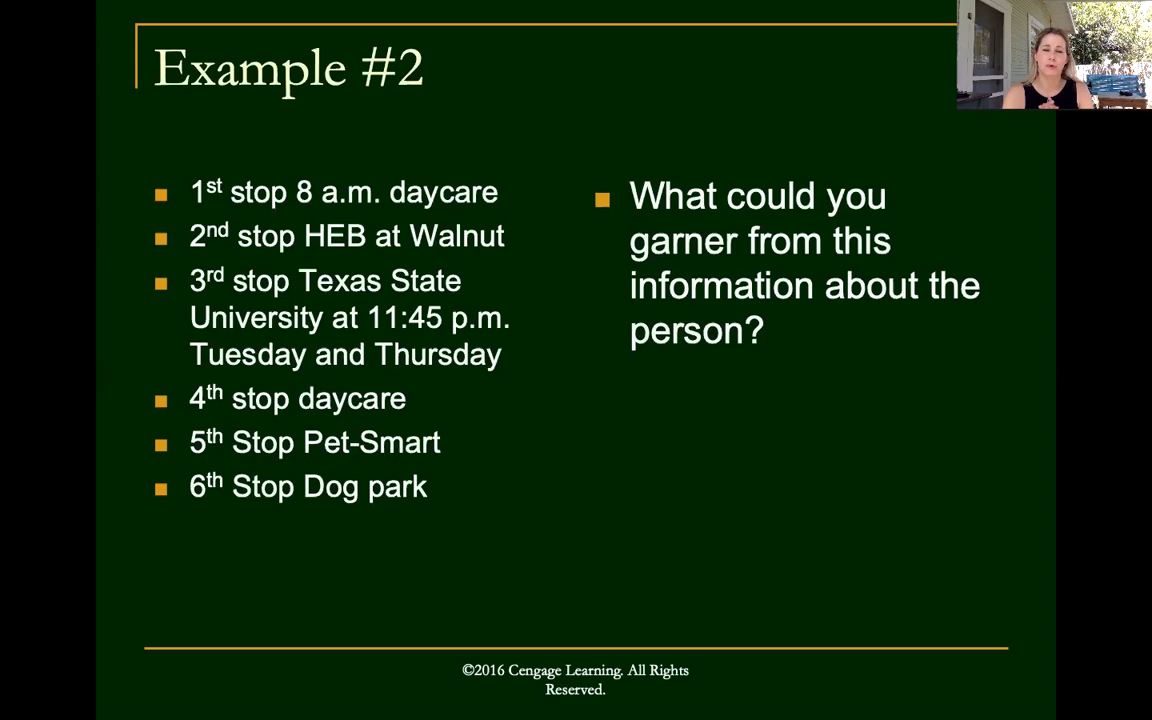 Example #2
1st stop 8 a.m. daycare
2nd stop HEB at Walnut
3rd stop Texas State
University at 11:45 p.m.
Tuesday and Thursday
4th stop daycare
5th Stop Pet-Smart
6th Stop Dog park
What could you
garner from this
information about the
person?
©2016 Cengage Learning. All Rights
Reserved.